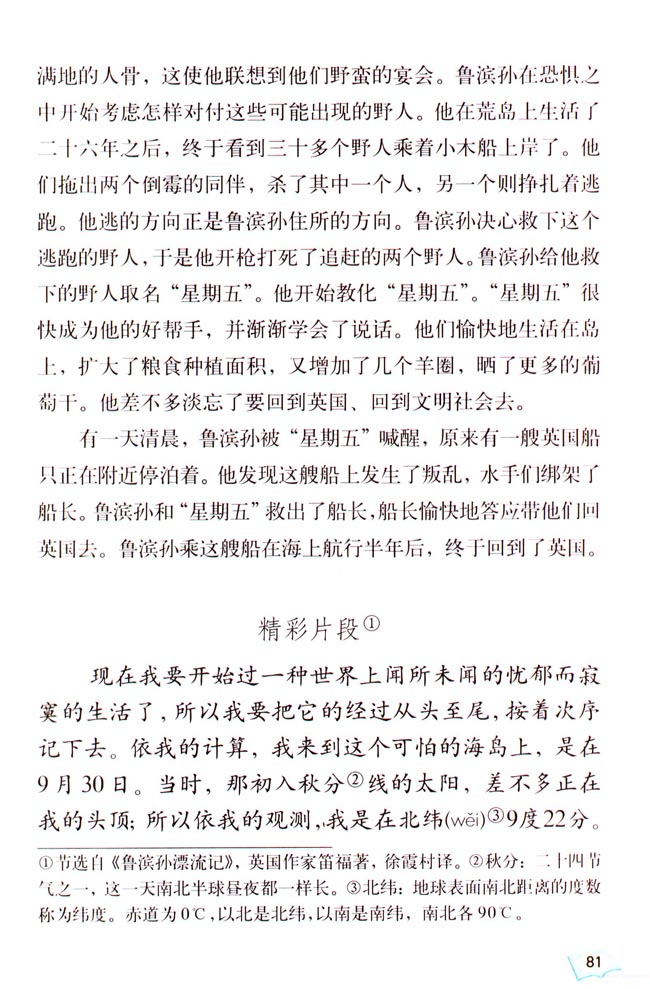 满地的人骨，这使他联想到他们野蛮的宴会。鲁滨孙在恐惧之
中开始考虑怎样对付这些可能出现的野人。他在荒岛上生活了
二十六年之后，终于看到三十多个野人乘着小木船上岸了。他
们拖出两个倒霉的同伴，杀了其中一个人，另一个则挣扎着逃
跑。他逃的方向正是鲁滨孙住所的方向。鲁滨孙决心救下这个
逃跑的野人，于是他开枪打死了追赶的两个野人。鲁滨孙给他救
下的野人取名“星期五”。他开始教化“星期五”。“星期五”很
快成为他的好帮手，并渐渐学会了说话。他们愉快地生活在岛
上，扩大了粮食种植面积，又增加了几个羊圈，晒了更多的葡
萄干。他差不多淡忘了要回到英国、回到文明社会去。
有一天清晨，鲁滨孙被“星期五”喊醒，原来有一艘英国船
只正在附近停泊着。他发现这艘船上发生了叛乱，水手们绑架了
船长。鲁滨孙和“星期五”救出了船长，船长愉快地答应带他们回
英国去。鲁滨孙乘这艘船在海上航行半年后，终于回到了英国。
精彩片段①
现在我要开始过一种世界上闻所未闻的忧郁而寂
寞的生活了，所以我要把它的经过从头至尾，按着次序
记下去。依我的计算，我来到这个可怕的海岛上，是在
9月30日。当时，那初入秋分②线的太阳，差不多正在
我的头顶；所以依我的观测，我是在北纬(wěi)③9度22分。
①节选自《鲁滨孙漂流记》，英国作家笛福著，徐霞村译。②秋分：二十四节
气之一，这一天南北半球昼夜都一样长。③北纬：地球表面南北距离的度数
称为纬度。赤道为0℃，以北是北纬，以南是南纬，南北各90℃。
81